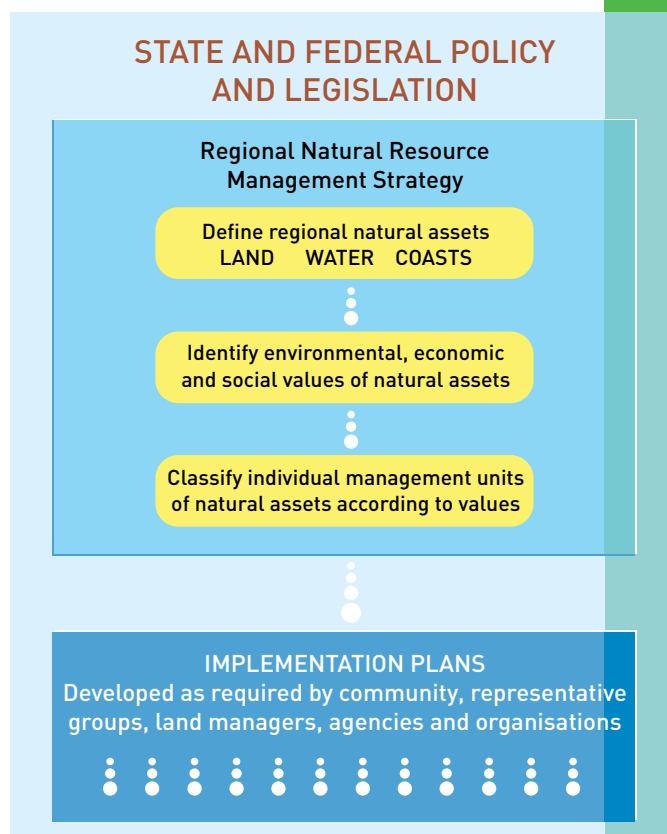 STATE AND FEDERAL POLICY
AND LEGISLATION
Regional Natural Resource
Management Strategy
Define regional natural assets
LAND WATER COASTS
Identify environmental, economic
and social values of natural assets
Classify individual management units
of natural assets according to values
IMPLEMENTATION PLANS
Developed as required by community, representative
groups, land managers, agencies and organisations